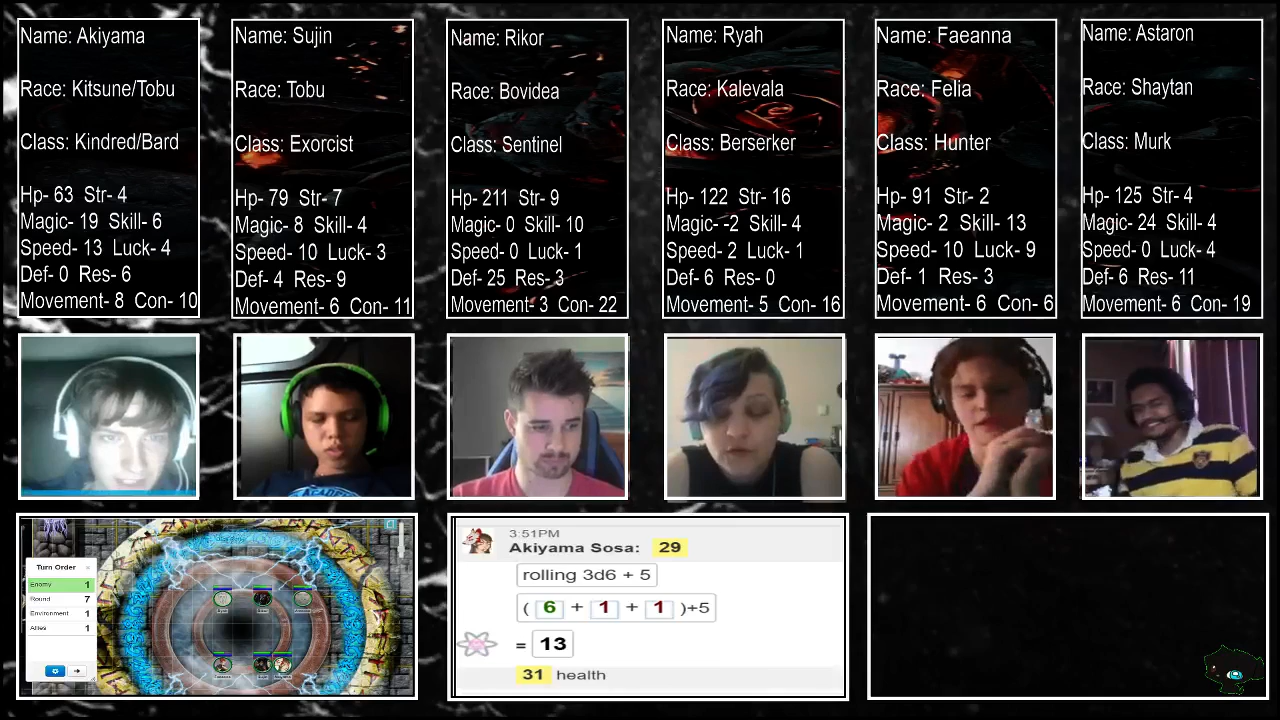 Name: Akiyama
Race: Kitsune/Tobu
Class: Kindred/Bard
Hp- 63 Str- 4
Magic- 19 Skill- 6
Speed- 13 Luck- 4
Def- 0 Res- 6
Movement- 8 Con- 10
Name: Sujin
Race: Tobu
Class: Exorcist
Hp- 79 Str- 7
Magic- 8 Skill- 4
Speed- 10 Luck- 3
Def- 4 Res- 9
Movement- 6 Con- 11
Name: Rikor
Race: Bovidea
Class: Sentinel
Hp- 211 Str- 9
Magic- 0 Skill- 10
Speed- 0 Luck- 1
Def- 25 Res- 3
Movement- 3 Con- 22
Name: Ryah
Race: Kalevala
Class: Berserker
Hp- 122 Str- 16
Magic- -2 Skill- 4
Speed- 2 Luck- 1
Def- 6 Res- 0
Movement- 5 Con- 16
Name: Faeanna
Race: Felia
Class: Hunter
Hp- 91 Str- 2
Magic- 2 Skill- 13
Speed- 10 Luck- 9
Def- 1 Res- 3
Movement- 6 Con- 6
Name: Astaron
Race: Shaytan
Class: Murk
Hp- 125 Str- 4
Magic- 24 Skill- 4
Speed- 0 Luck- 4
Def- 6 Res- 11
Movement- 6 Con- 19
Turn Order
Enemy 1
Round 7
Environment 1
Allies 1
3:51PM
Akiyama Sosa: 29
rolling 3d6 + 5
( 6 + 1 + 1 )+5
= 13
31 health